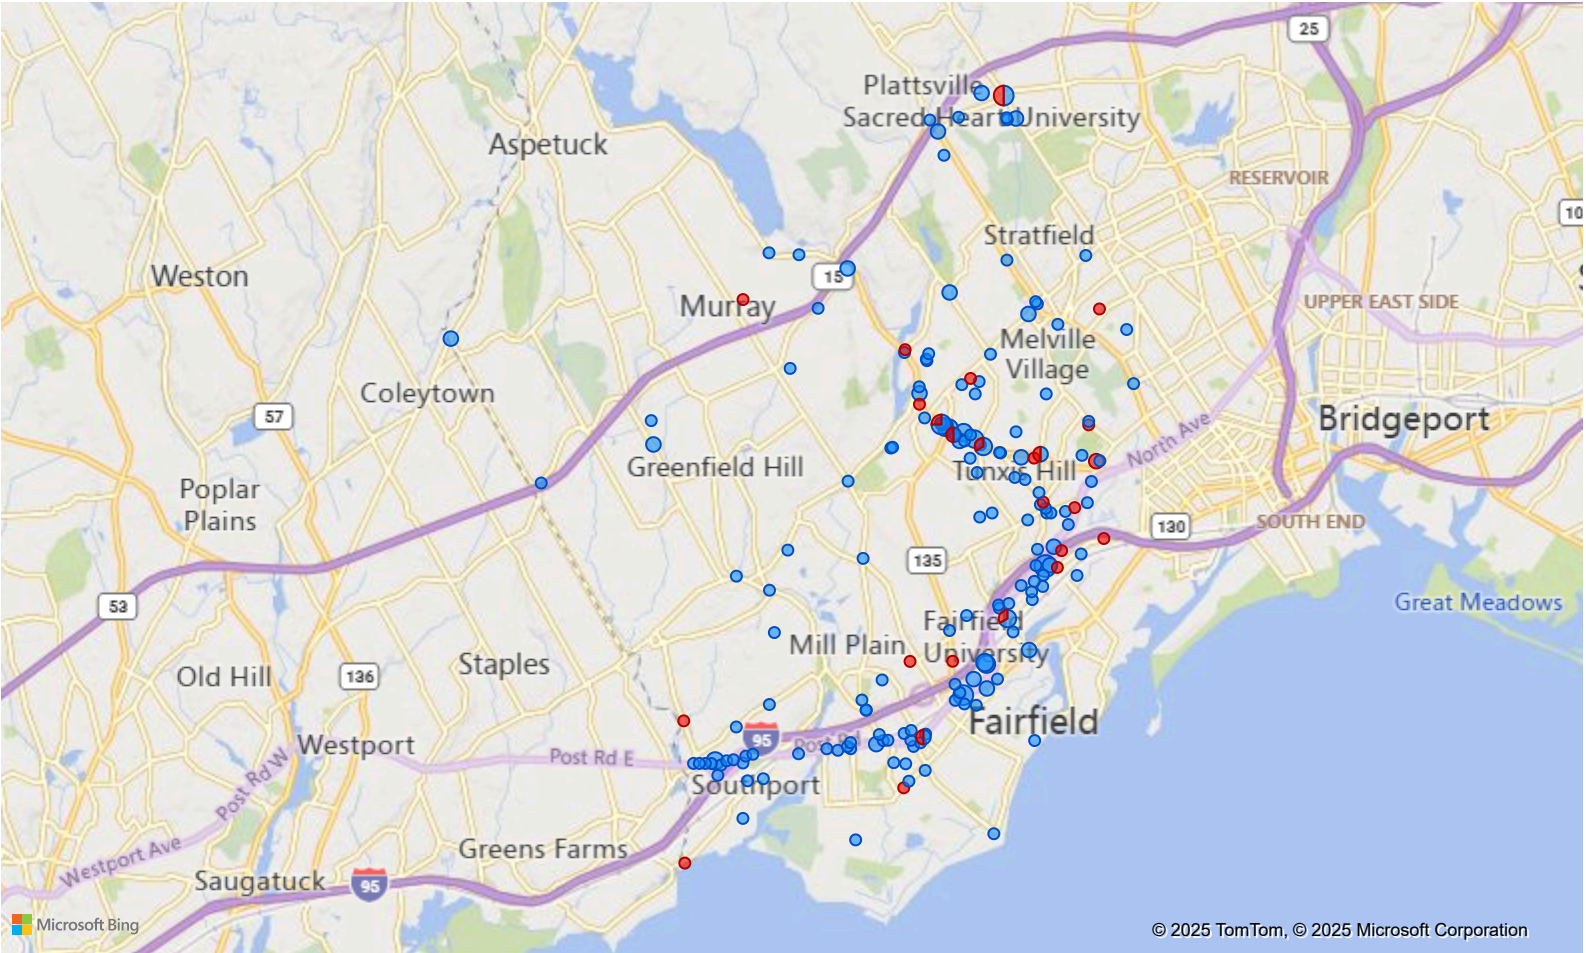 25
Plattsville
Sacred Heart University
Aspetuck
RESERVOIR
10
Stratfield
Weston
15
Murray
UPPER EAST SIDE
Melville
Village
Coleytown
57
Bridgeport
North Ave
Greenfield Hill
Tunxis Hill
Poplar
Plains
SOUTH END
130
135
53
Great Meadows
Fairfield
University
Mill Plain
Staples
Old Hill
136
Fairfield
Westport
95
Post Rd
Post Rd E
Post Rd W
Southport
Greens Farms
Westport Ave
Saugatuck
95
Microsoft Bing
© 2025 TomTom, © 2025 Microsoft Corporation